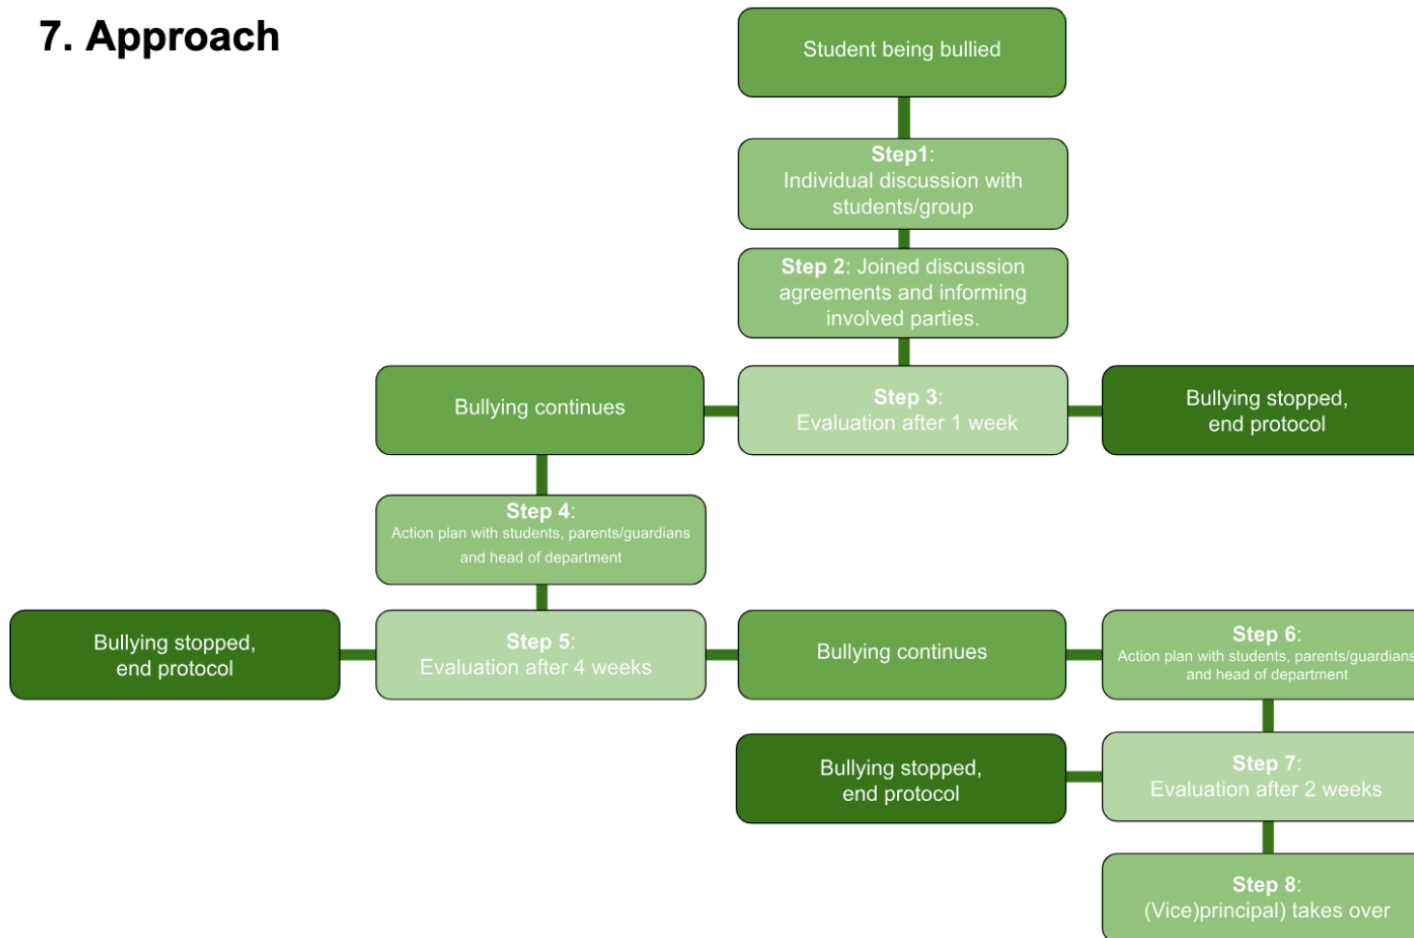 7. Approach
Student being bullied
Step1:
Individual discussion with
students/group
Step 2: Joined discussion
agreements and informing
involved parties.
Bullying continues
Step 3:
Evaluation after 1 week
Bullying stopped,
end protocol
Step 4:
Action plan with students, parents/guardians
and head of department
Bullying stopped,
end protocol
Step 5:
Evaluation after 4 weeks
Bullying continues
Step 6:
Action plan with students, parents/guardians
and head of department
Bullying stopped,
end protocol
Step 7:
Evaluation after 2 weeks
Step 8:
(Vice)principal) takes over